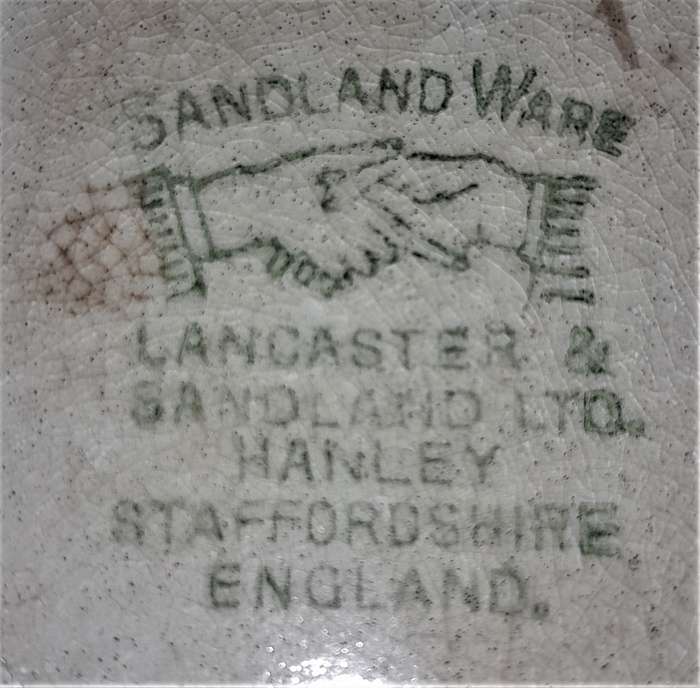 SANDLAND WARE
LANCASTER &
SANDLAND LTD.
HANLEY
STAFFORDSHIRE
ENGLAND.